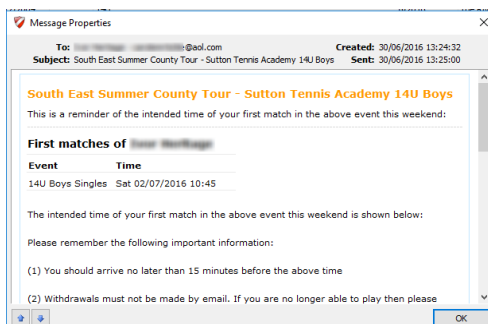 Message Properties
To: @aol.com Created: 30/06/2016 13:24:32
Subject: South East Summer County Tour - Sutton Tennis Academy 14U Boys Sent: 30/06/2016 13:25:00
South East Summer County Tour - Sutton Tennis Academy 14U Boys
This is a reminder of the intended time of your first match in the above event this weekend:
First matches of
Event Time
14U Boys Singles Sat 02/07/2016 10:45
The intended time of your first match in the above event this weekend is shown below:
Please remember the following important information:
(1) You should arrive no later than 15 minutes before the above time
(2) Withdrawals must not be made by email. If you are no longer able to play then please
OK